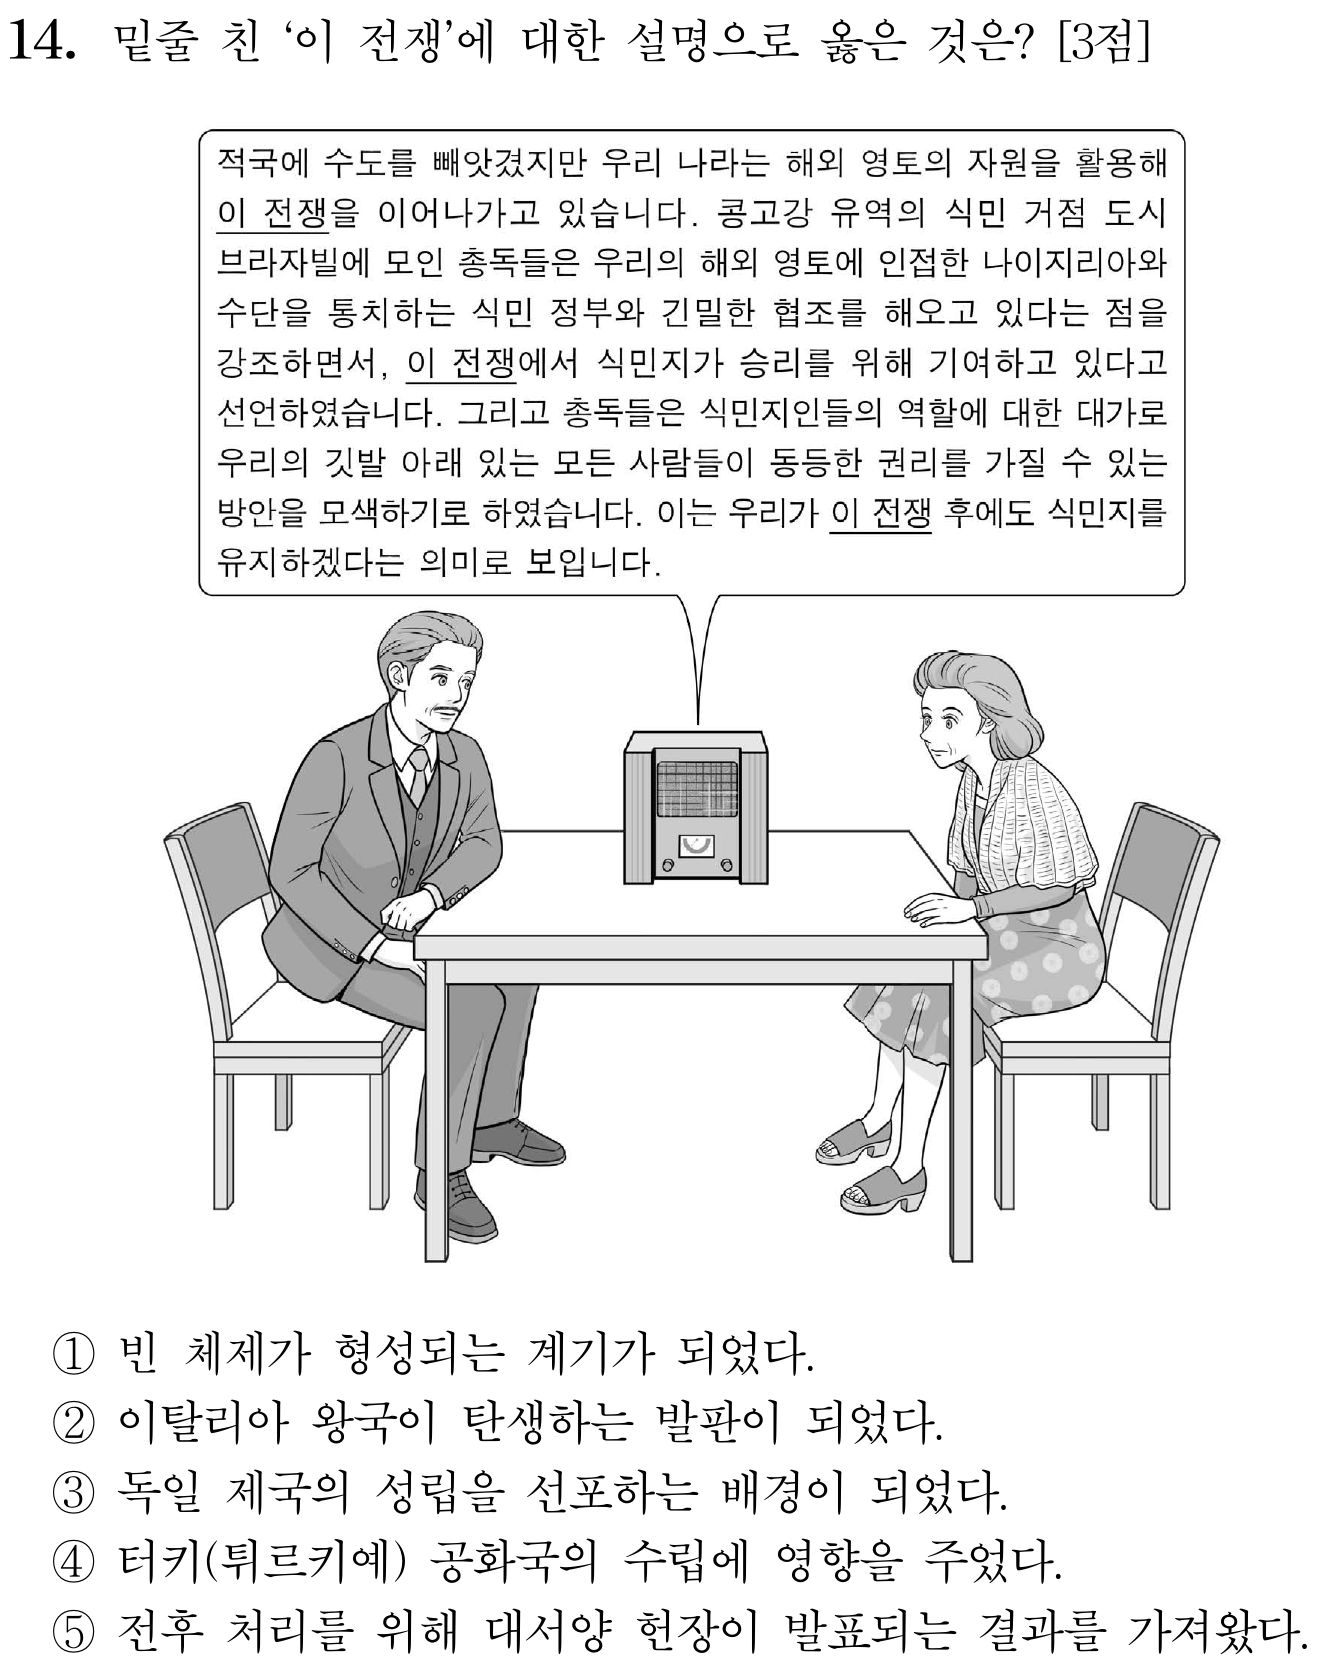 14. 밑줄 친 ‘이 전쟁’에 대한 설명으로 옳은 것은? [3점]
적국에 수도를 빼앗겼지만 우리 나라는 해외 영토의 자원을 활용해
이 전쟁을 이어나가고 있습니다. 콩고강 유역의 식민 거점 도시
브라자빌에 모인 총독들은 우리의 해외 영토에 인접한 나이지리아와
수단을 통치하는 식민 정부와 긴밀한 협조를 해오고 있다는 점을
강조하면서, 이 전쟁에서 식민지가 승리를 위해 기여하고 있다고
선언하였습니다. 그리고 총독들은 식민지인들의 역할에 대한 대가로
우리의 깃발 아래 있는 모든 사람들이 동등한 권리를 가질 수 있는
방안을 모색하기로 하였습니다. 이는 우리가 이 전쟁 후에도 식민지를
유지하겠다는 의미로 보입니다.
① 빈 체제가 형성되는 계기가 되었다.
② 이탈리아 왕국이 탄생하는 발판이 되었다.
③ 독일 제국의 성립을 선포하는 배경이 되었다.
④ 터키(튀르키예) 공화국의 수립에 영향을 주었다.
⑤ 전후 처리를 위해 대서양 헌장이 발표되는 결과를 가져왔다.